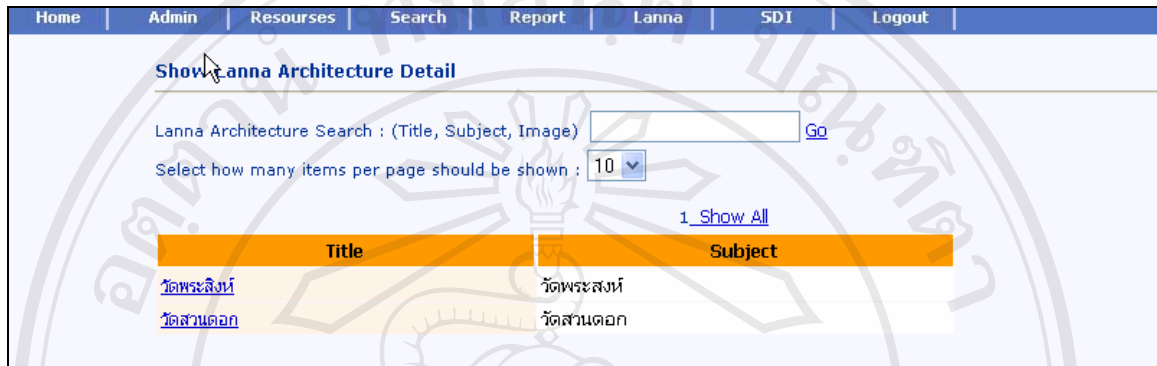 Home Admin Resourses Search Report Lanna SDI Logout
Show Lanna Architecture Detail
Lanna Architecture Search : (Title, Subject, Image) Go
Select how many items per page should be shown : 10
1 Show All
Title Subject
วัดพระสิงห์ วัดพระสงห์
วัดสวนดอก วัดสวนดอก